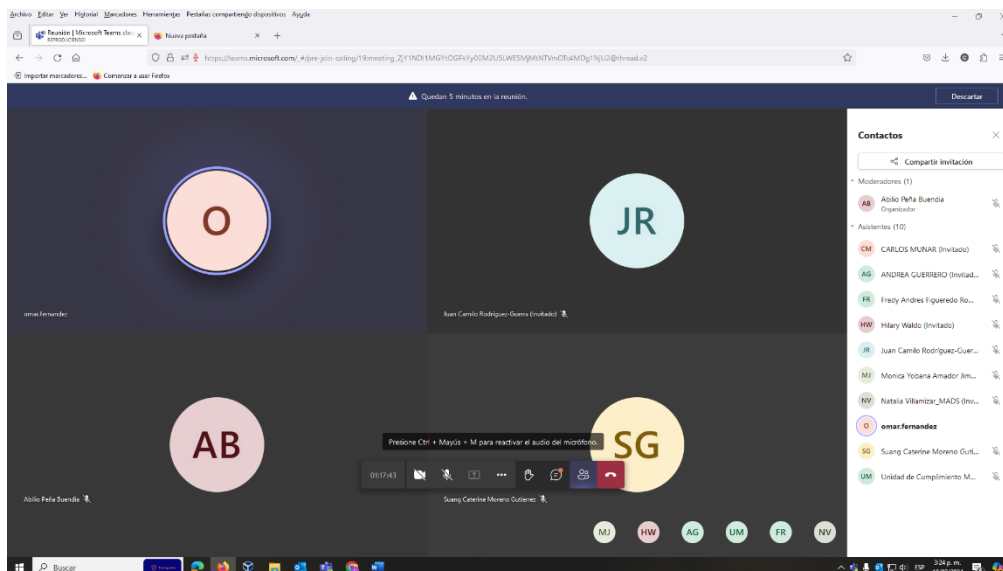 Archivo Editar Ver Historial Marcadores Herramientas Pestañas compartiendo dispositivos Ayuda
Reunión | Microsoft Teams clas
REPRODUCIENDO
Nueva pestaña
Importar marcadores... Comenzar a usar Firefox
Quedan 5 minutos en la reunión.
Descartar
O
omar.fernandez
JR
Juan Camilo Rodríguez-Guerra (Invitado)
AB
Abilio Peña Buendia
SG
Suang Caterine Moreno Gutierrez
Presione Ctrl + Mayús + M para reactivar el audio del micrófono.
01:17:43
MJ HW AG UM FR NV
Contactos
Compartir invitación
Moderadores (1)
AB Abilio Peña Buendia
Organizador
Asistentes (10)
CM CARLOS MUNAR (Invitado)
AG ANDREA GUERRERO (Invitad...
FR Fredy Andres Figueredo Ro...
HW Hilary Waldo (Invitado)
JR Juan Camilo Rodríguez-Guer...
MJ Monica Yobana Amador Jim...
NV Natalia Villamizar_MADS (Inv...
O omar.fernandez
SG Suang Caterine Moreno Guti...
UM Unidad de Cumplimiento M...
Buscar
ESP
3:24 p. m.